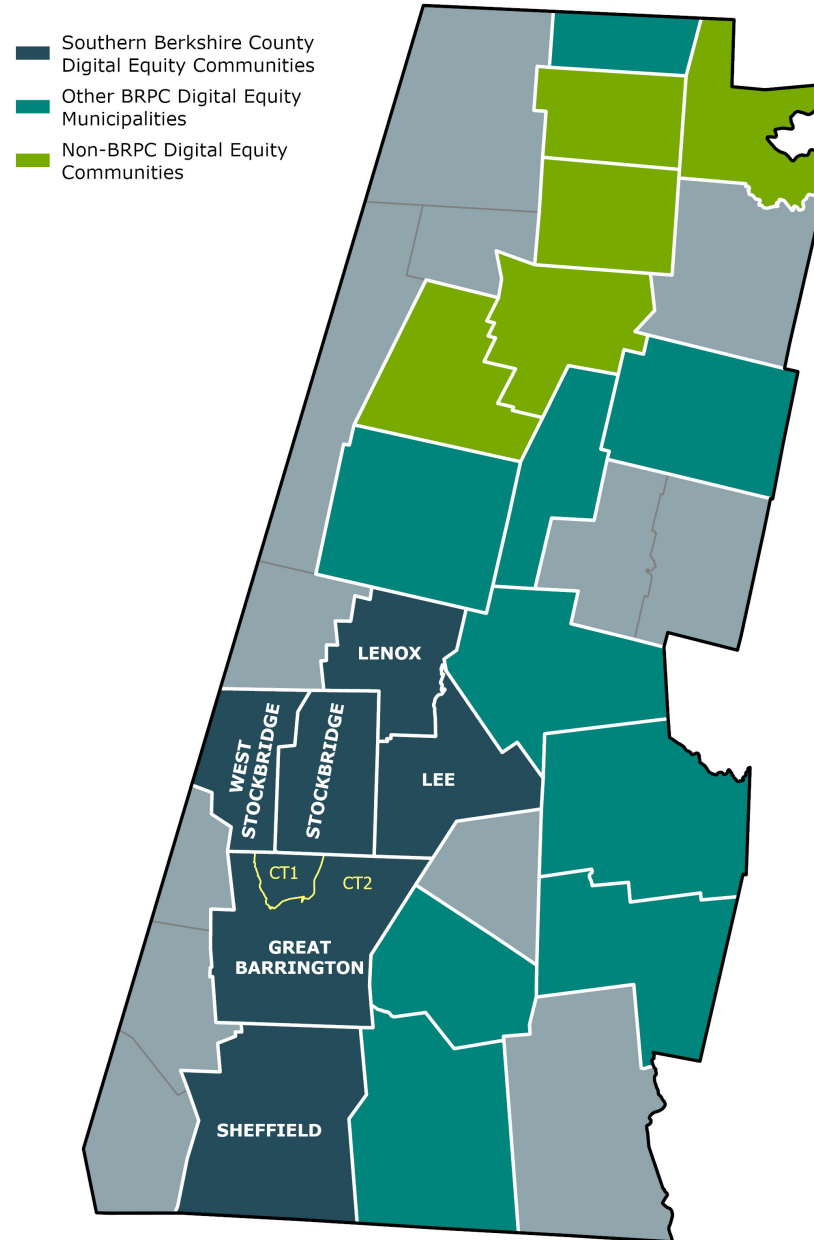 Southern Berkshire County
Digital Equity Communities
Other BRPC Digital Equity
Municipalities
Non-BRPC Digital Equity
Communities
LENOX
WEST
STOCKBRIDGE
STOCKBRIDGE
LEE
CT1
CT2
GREAT
BARRINGTON
SHEFFIELD